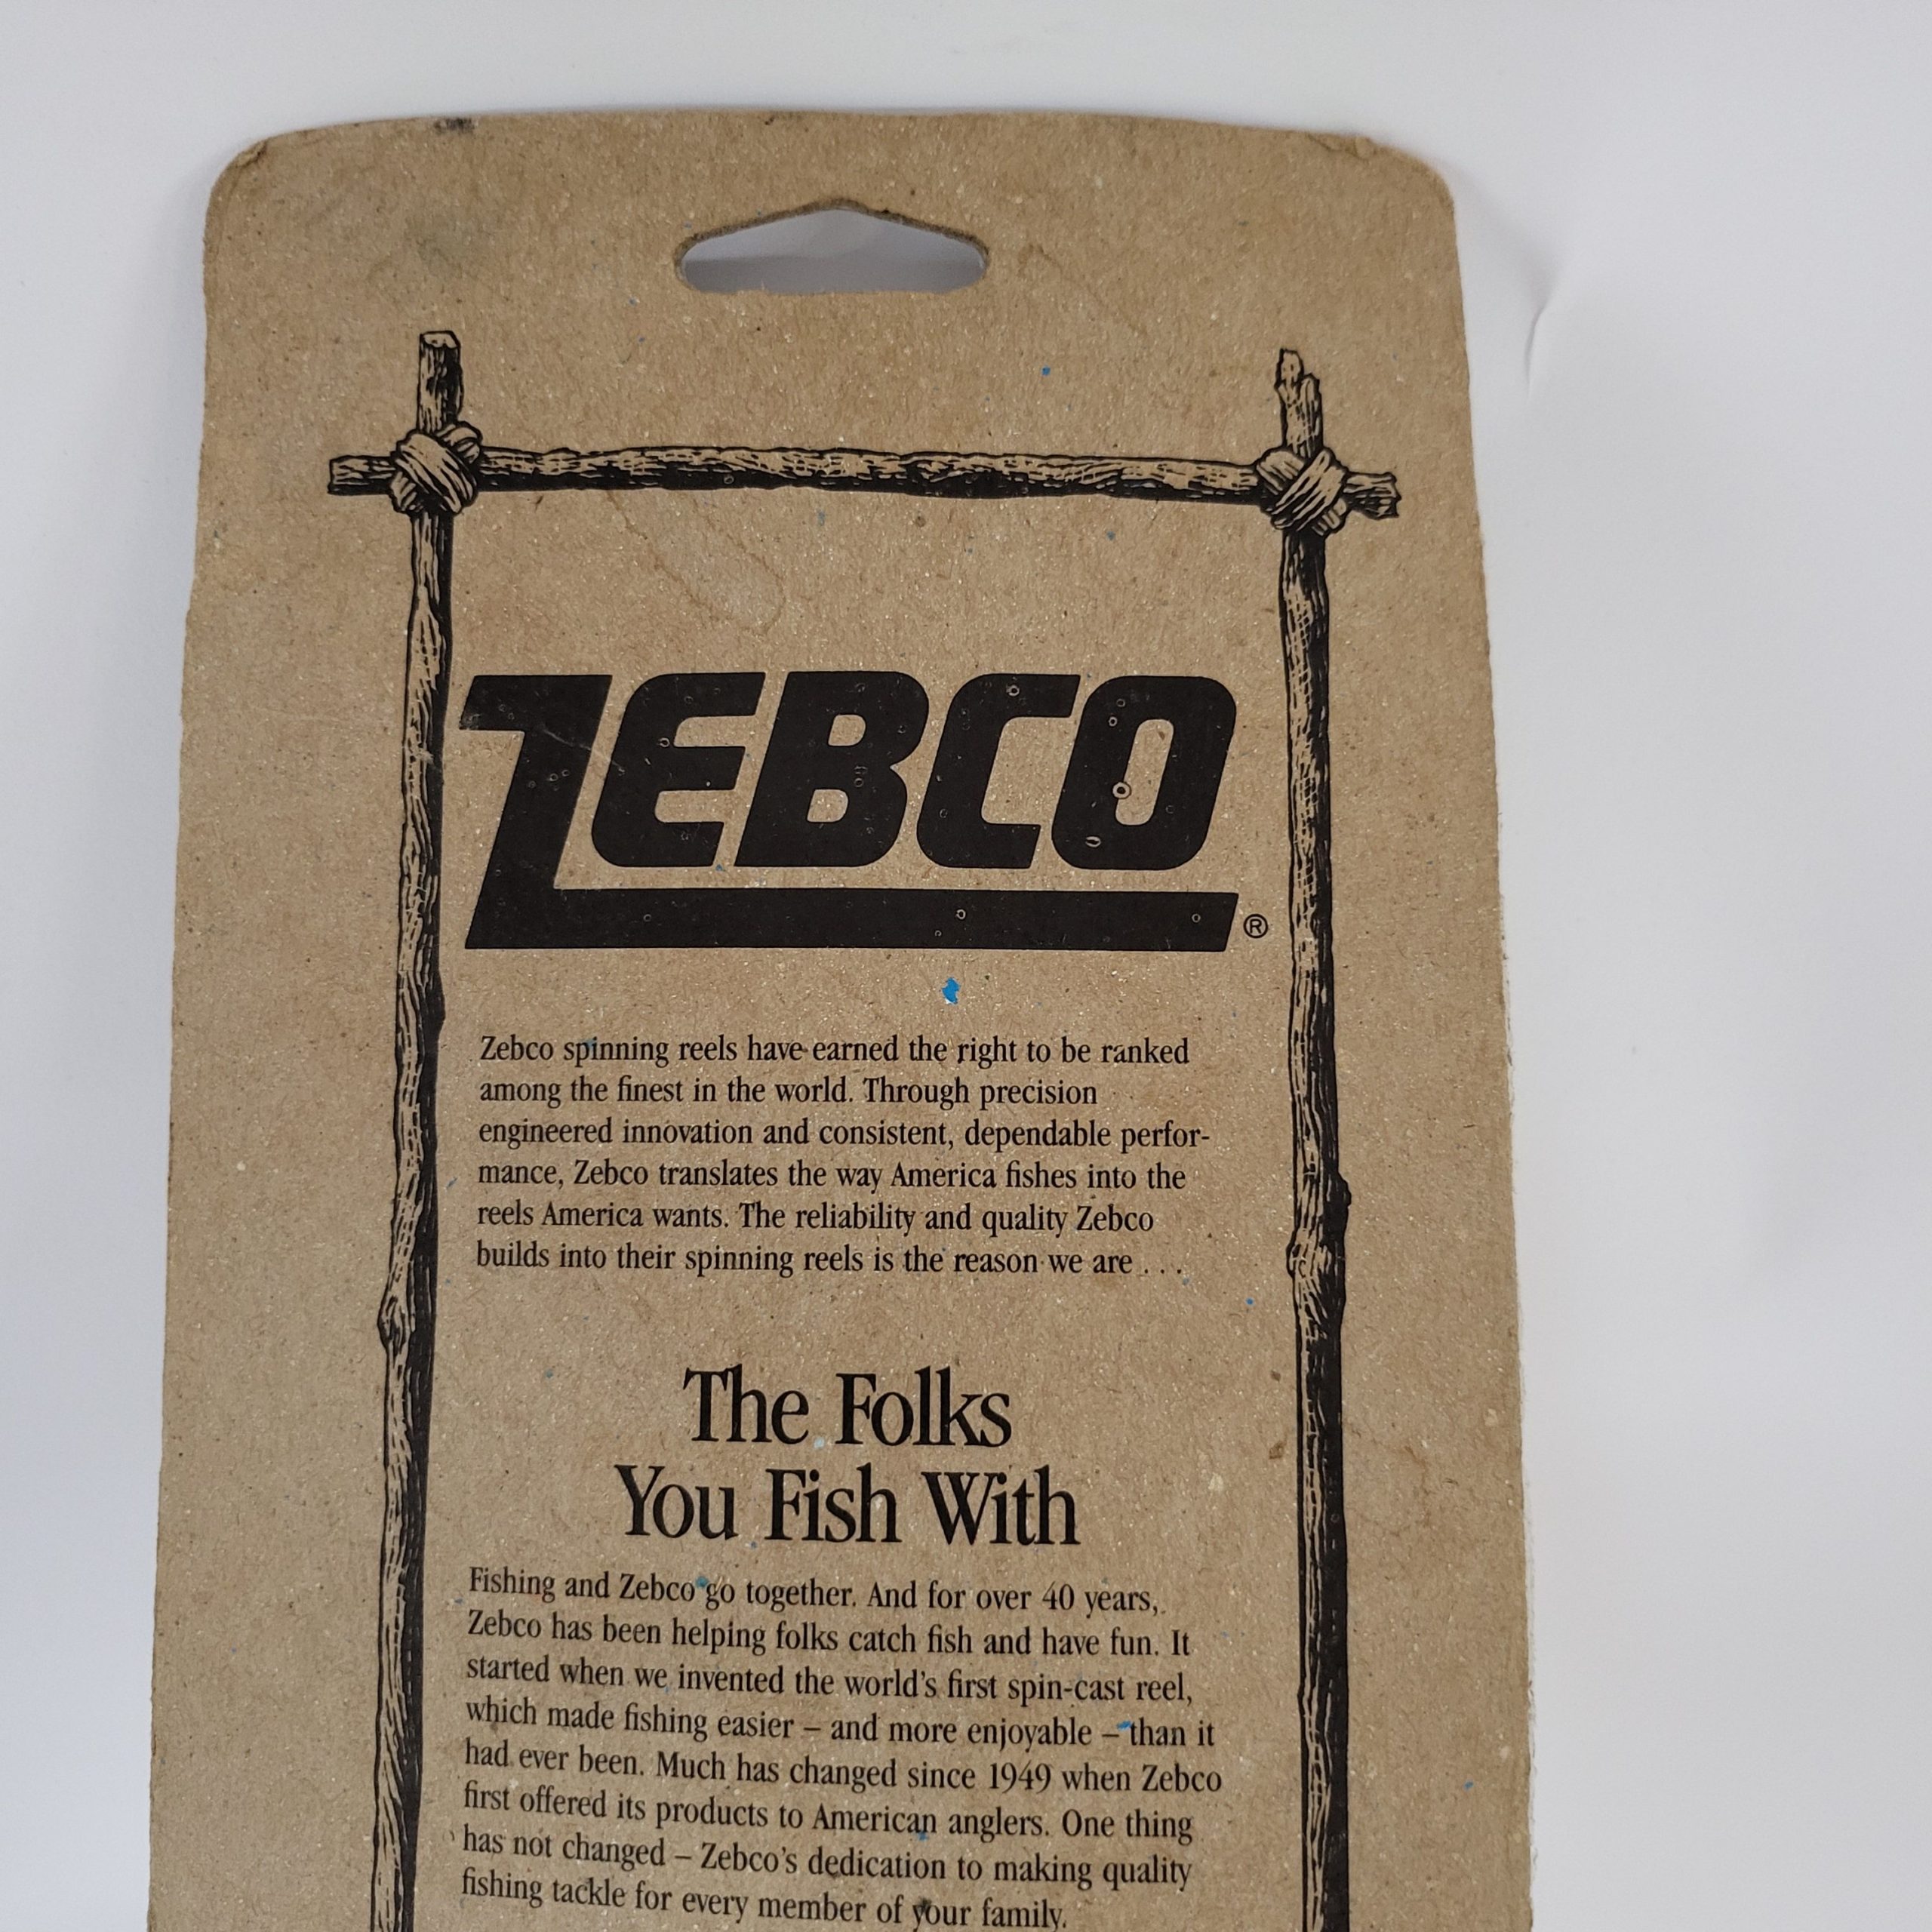 ZEBCO®
Zebco spinning reels have earned the right to be ranked
among the finest in the world. Through precision
engineered innovation and consistent, dependable perfor-
mance, Zebco translates the way America fishes into the
reels America wants. The reliability and quality Zebco
builds into their spinning reels is the reason we are . . .
The Folks
You Fish With
Fishing and Zebco go together. And for over 40 years,
Zebco has been helping folks catch fish and have fun. It
started when we invented the world's first spin-cast reel,
which made fishing easier – and more enjoyable – than it
had ever been. Much has changed since 1949 when Zebco
first offered its products to American anglers. One thing
has not changed – Zebco's dedication to making quality
fishing tackle for every member of your family.